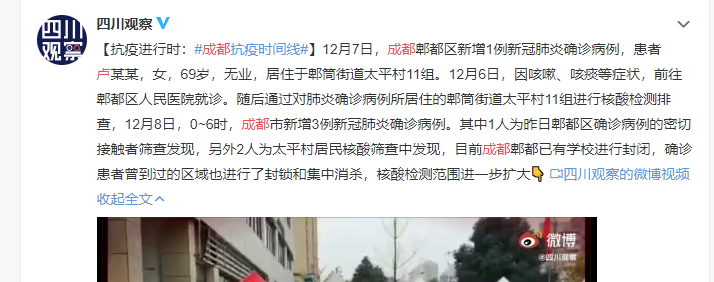 四川观察
四川观察
【抗疫进行时：#成都抗疫时间线#】12月7日，成都郫都区新增1例新冠肺炎确诊病例，患者
卢某某，女，69岁，无业，居住于郫筒街道太平村11组。12月6日，因咳嗽、咳痰等症状，前往
郫都区人民医院就诊。随后通过对肺炎确诊病例所居住的郫筒街道太平村11组进行核酸检测排
查，12月8日，0~6时，成都市新增3例新冠肺炎确诊病例。其中1人为昨日郫都区确诊病例的密切
接触者筛查发现，另外2人为太平村居民核酸筛查中发现，目前成都郫都已有学校进行封闭，确诊
患者曾到过的区域也进行了封锁和集中消杀，核酸检测范围进一步扩大👇四川观察的微博视频
收起全文
微博
@四川观察